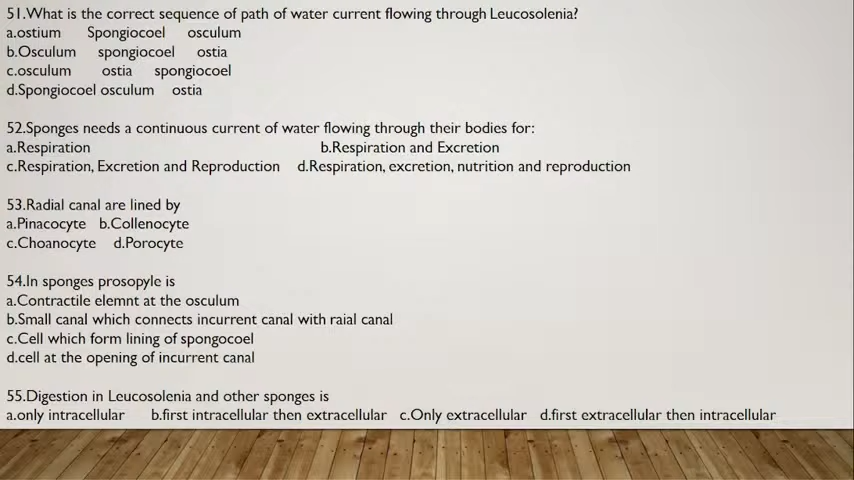 51.What is the correct sequence of path of water current flowing through Leucosolenia?
a.ostium Spongiocoel osculum
b.Osculum spongiocoel ostia
c.osculum ostia spongiocoel
d.Spongiocoel osculum ostia
52.Sponges needs a continuous current of water flowing through their bodies for:
a.Respiration b.Respiration and Excretion
c.Respiration, Excretion and Reproduction d.Respiration, excretion, nutrition and reproduction
53.Radial canal are lined by
a.Pinacocyte b.Collenocyte
c.Choanocyte d.Porocyte
54.In sponges prosopyle is
a.Contractile elemnt at the osculum
b.Small canal which connects incurrent canal with raial canal
c.Cell which form lining of spongocoel
d.cell at the opening of incurrent canal
55.Digestion in Leucosolenia and other sponges is
a.only intracellular b.first intracellular then extracellular c.Only extracellular d.first extracellular then intracellular